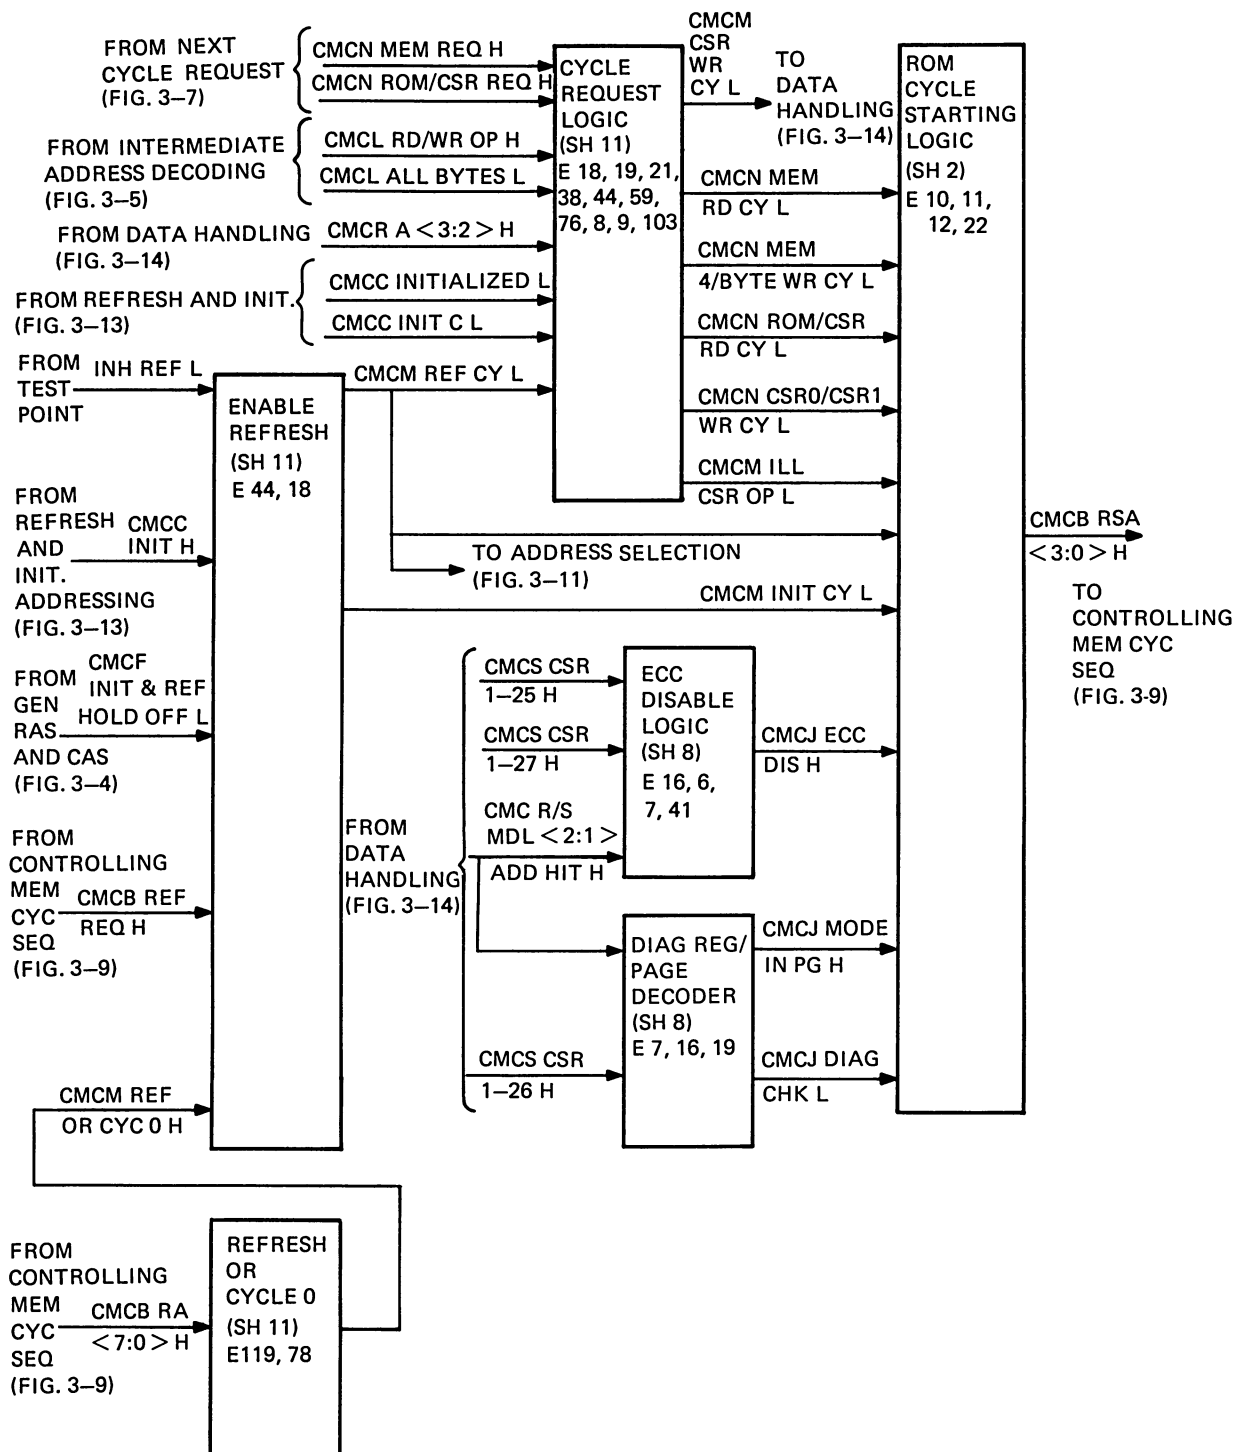 FROM NEXT
CYCLE REQUEST
(FIG. 3–7)
CMCN MEM REQ H
CMCN ROM/CSR REQ H
FROM INTERMEDIATE
ADDRESS DECODING
(FIG. 3–5)
CMCL RD/WR OP H
CMCL ALL BYTES L
FROM DATA HANDLING
(FIG. 3–14)
CMCR A <3:2> H
FROM REFRESH AND INIT.
(FIG. 3–13)
CMCC INITIALIZED L
CMCC INIT C L
CYCLE
REQUEST
LOGIC
(SH 11)
E 18, 19, 21,
38, 44, 59,
76, 8, 9, 103
CMCM
CSR
WR
CY L
TO
DATA
HANDLING
(FIG. 3–14)
CMCN MEM
RD CY L
CMCN MEM
4/BYTE WR CY L
CMCN ROM/CSR
RD CY L
CMCN CSR0/CSR1
WR CY L
CMCM ILL
CSR OP L
ROM
CYCLE
STARTING
LOGIC
(SH 2)
E 10, 11,
12, 22
FROM
TEST
POINT
INH REF L
ENABLE
REFRESH
(SH 11)
E 44, 18
CMCM REF CY L
TO ADDRESS SELECTION
(FIG. 3–11)
CMCM INIT CY L
FROM
REFRESH
AND
INIT.
ADDRESSING
(FIG. 3–13)
CMCC
INIT H
FROM
GEN
RAS
AND CAS
(FIG. 3–4)
CMCF
INIT & REF
HOLD OFF L
FROM
CONTROLLING
MEM
CYC
SEQ
(FIG. 3–9)
CMCB REF
REQ H
CMCM REF
OR CYC 0 H
FROM
DATA
HANDLING
(FIG. 3–14)
CMCS CSR
1–25 H
CMCS CSR
1–27 H
CMC R/S
MDL <2:1>
ADD HIT H
CMCS CSR
1–26 H
ECC
DISABLE
LOGIC
(SH 8)
E 16, 6,
7, 41
CMCJ ECC
DIS H
DIAG REG/
PAGE
DECODER
(SH 8)
E 7, 16, 19
CMCJ MODE
IN PG H
CMCJ DIAG
CHK L
CMCB RSA
<3:0> H
TO
CONTROLLING
MEM CYC
SEQ
(FIG. 3-9)
FROM
CONTROLLING
MEM
CYC
SEQ
(FIG. 3–9)
CMCB RA
<7:0> H
REFRESH
OR
CYCLE 0
(SH 11)
E119, 78